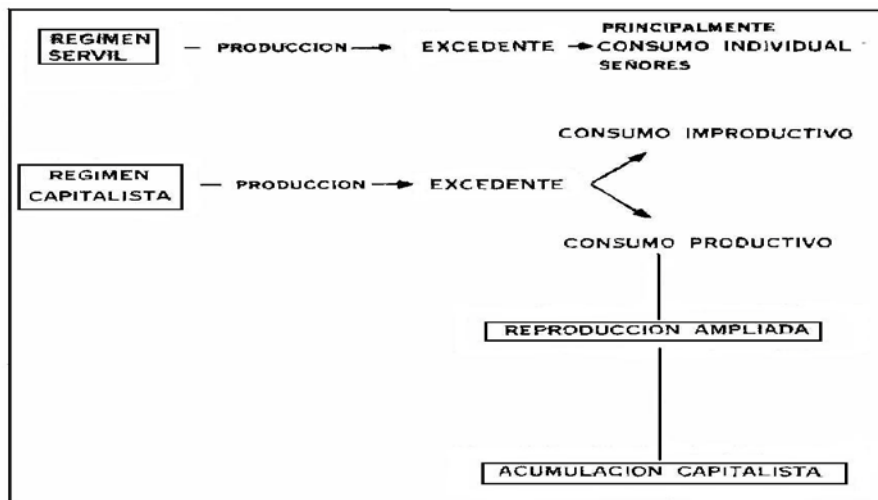 REGIMEN SERVIL — PRODUCCION → EXCEDENTE → PRINCIPALMENTE CONSUMO INDIVIDUAL SEÑORES
CONSUMO IMPRODUCTIVO
REGIMEN CAPITALISTA — PRODUCCION → EXCEDENTE
CONSUMO PRODUCTIVO
REPRODUCCION AMPLIADA
ACUMULACION CAPITALISTA